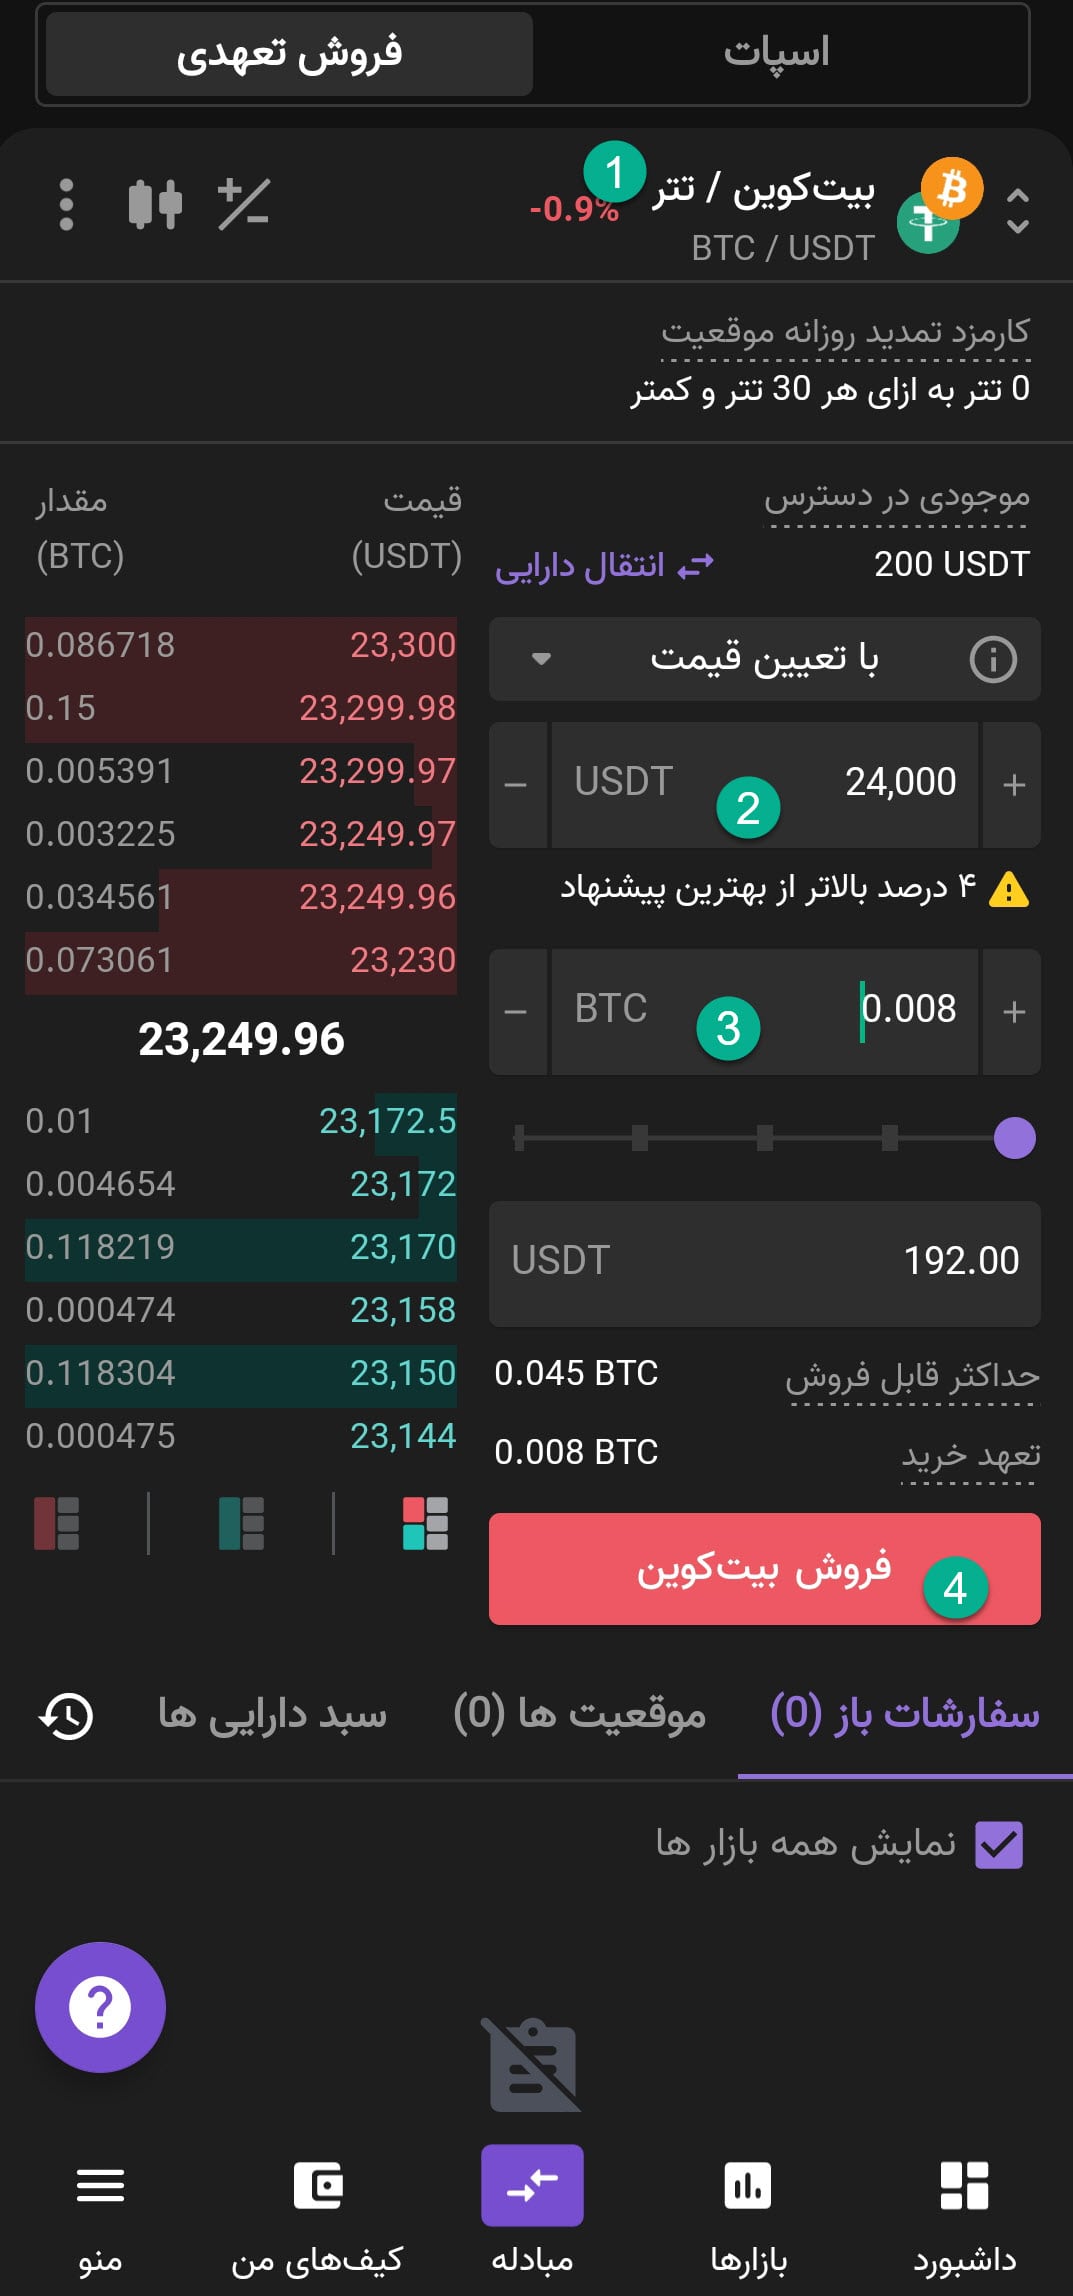 اسپات
فروش تعهدی
بیت‌کوین / تتر
1
-0.9%
BTC / USDT
کارمزد تمدید روزانه موقعیت
0 تتر به ازای هر 30 تتر و کمتر
موجودی در دسترس
200 USDT
انتقال دارایی
با تعیین قیمت
+
24,000
2
USDT
−
۴ درصد بالاتر از بهترین پیشنهاد
+
0.008
3
BTC
−
192.00
USDT
حداکثر قابل فروش
0.045 BTC
تعهد خرید
0.008 BTC
فروش بیت‌کوین
4
قیمت
مقدار
(USDT)
(BTC)
23,300
0.086718
23,299.98
0.15
23,299.97
0.005391
23,249.97
0.003225
23,249.96
0.034561
23,230
0.073061
23,249.96
23,172.5
0.01
23,172
0.004654
23,170
0.118219
23,158
0.000474
23,150
0.118304
23,144
0.000475
سفارشات باز (0)
موقعیت ها (0)
سبد دارایی ها
نمایش همه بازار ها
?
داشبورد
بازارها
مبادله
کیف‌های من
منو